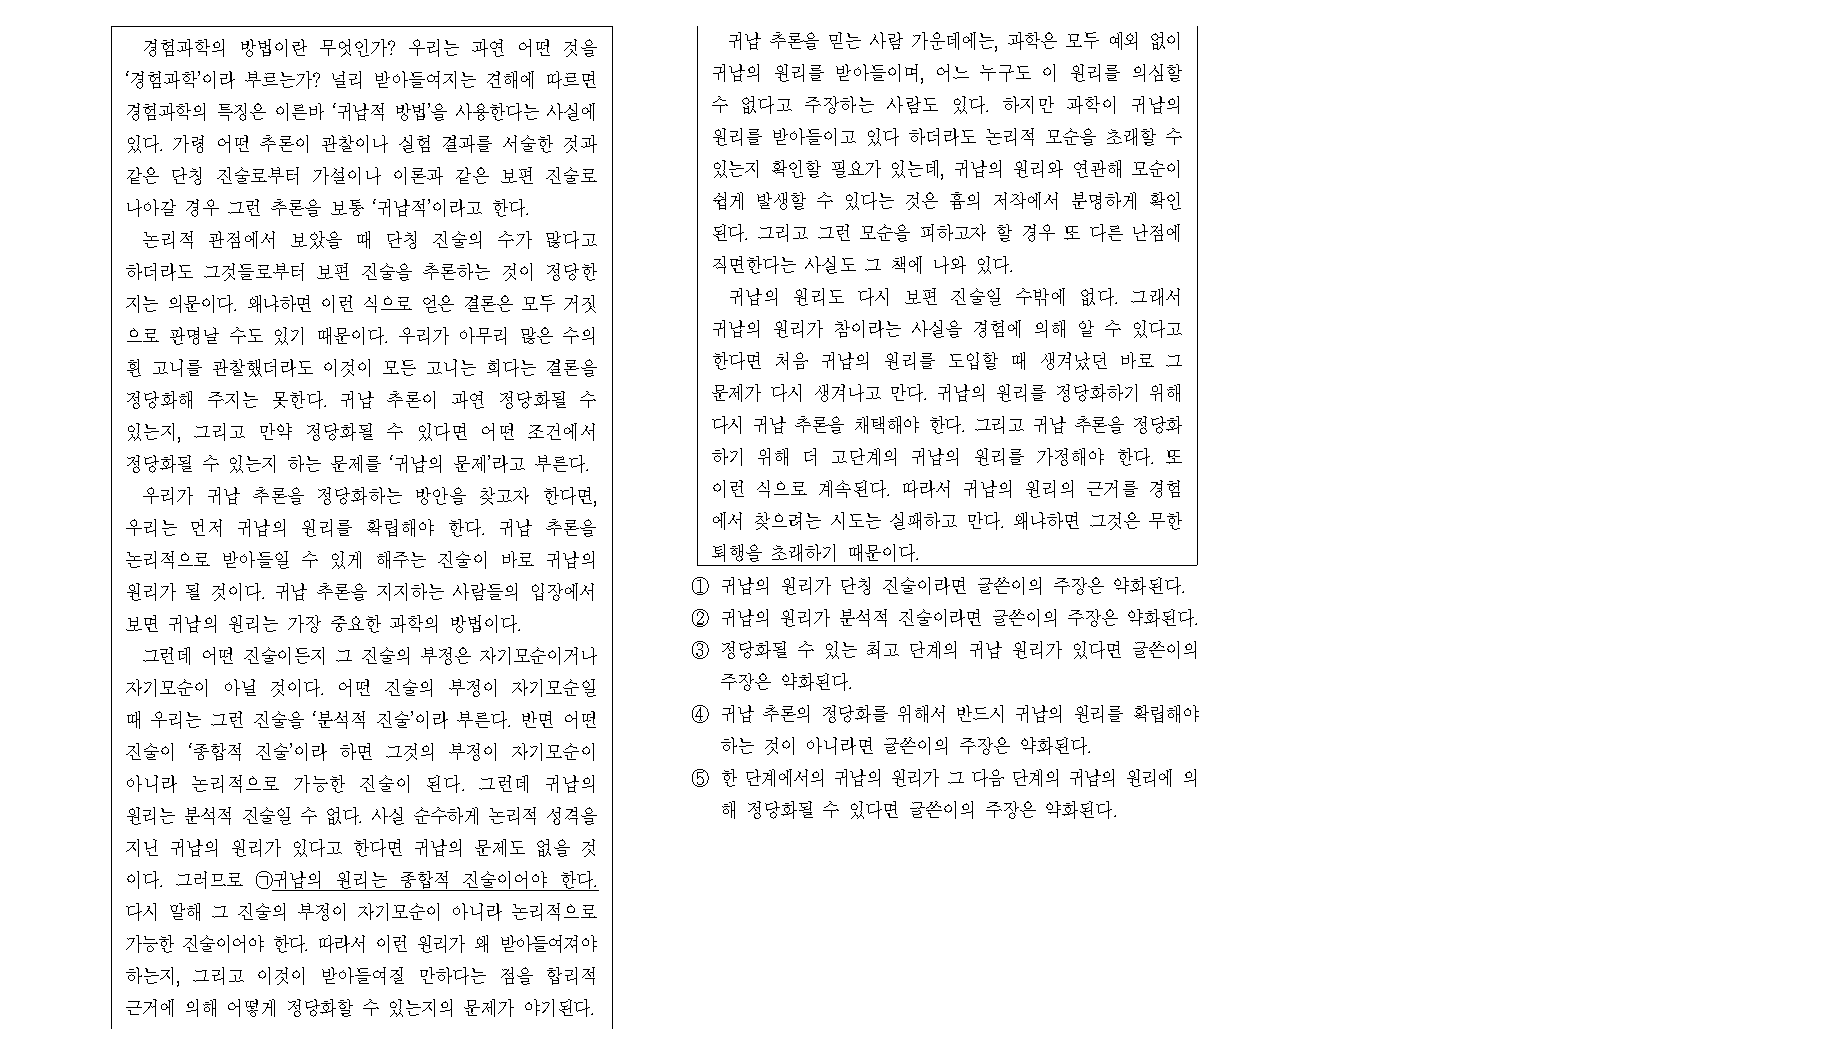 경험과학의 방법이란 무엇인가? 우리는 과연 어떤 것을
‘경험과학’이라 부르는가? 널리 받아들여지는 견해에 따르면
경험과학의 특징은 이른바 ‘귀납적 방법’을 사용한다는 사실에
있다. 가령 어떤 추론이 관찰이나 실험 결과를 서술한 것과
같은 단칭 진술로부터 가설이나 이론과 같은 보편 진술로
나아갈 경우 그런 추론을 보통 ‘귀납적’이라고 한다.
논리적 관점에서 보았을 때 단칭 진술의 수가 많다고
하더라도 그것들로부터 보편 진술을 추론하는 것이 정당한
지는 의문이다. 왜냐하면 이런 식으로 얻은 결론은 모두 거짓
으로 판명날 수도 있기 때문이다. 우리가 아무리 많은 수의
흰 고니를 관찰했더라도 이것이 모든 고니는 희다는 결론을
정당화해 주지는 못한다. 귀납 추론이 과연 정당화될 수
있는지, 그리고 만약 정당화될 수 있다면 어떤 조건에서
정당화될 수 있는지 하는 문제를 ‘귀납의 문제’라고 부른다.
우리가 귀납 추론을 정당화하는 방안을 찾고자 한다면,
우리는 먼저 귀납의 원리를 확립해야 한다. 귀납 추론을
논리적으로 받아들일 수 있게 해주는 진술이 바로 귀납의
원리가 될 것이다. 귀납 추론을 지지하는 사람들의 입장에서
보면 귀납의 원리는 가장 중요한 과학의 방법이다.
그런데 어떤 진술이든지 그 진술의 부정은 자기모순이거나
자기모순이 아닐 것이다. 어떤 진술의 부정이 자기모순일
때 우리는 그런 진술을 ‘분석적 진술’이라 부른다. 반면 어떤
진술이 ‘종합적 진술’이라 하면 그것의 부정이 자기모순이
아니라 논리적으로 가능한 진술이 된다. 그런데 귀납의
원리는 분석적 진술일 수 없다. 사실 순수하게 논리적 성격을
지닌 귀납의 원리가 있다고 한다면 귀납의 문제도 없을 것
이다. 그러므로 ㉠귀납의 원리는 종합적 진술이어야 한다.
다시 말해 그 진술의 부정이 자기모순이 아니라 논리적으로
가능한 진술이어야 한다. 따라서 이런 원리가 왜 받아들여져야
하는지, 그리고 이것이 받아들여질 만하다는 점을 합리적
근거에 의해 어떻게 정당화할 수 있는지의 문제가 야기된다.
귀납 추론을 믿는 사람 가운데에는, 과학은 모두 예외 없이
귀납의 원리를 받아들이며, 어느 누구도 이 원리를 의심할
수 없다고 주장하는 사람도 있다. 하지만 과학이 귀납의
원리를 받아들이고 있다 하더라도 논리적 모순을 초래할 수
있는지 확인할 필요가 있는데, 귀납의 원리와 연관해 모순이
쉽게 발생할 수 있다는 것은 흄의 저작에서 분명하게 확인
된다. 그리고 그런 모순을 피하고자 할 경우 또 다른 난점에
직면한다는 사실도 그 책에 나와 있다.
귀납의 원리도 다시 보편 진술일 수밖에 없다. 그래서
귀납의 원리가 참이라는 사실을 경험에 의해 알 수 있다고
한다면 처음 귀납의 원리를 도입할 때 생겨났던 바로 그
문제가 다시 생겨나고 만다. 귀납의 원리를 정당화하기 위해
다시 귀납 추론을 채택해야 한다. 그리고 귀납 추론을 정당화
하기 위해 더 고단계의 귀납의 원리를 가정해야 한다. 또
이런 식으로 계속된다. 따라서 귀납의 원리의 근거를 경험
에서 찾으려는 시도는 실패하고 만다. 왜냐하면 그것은 무한
퇴행을 초래하기 때문이다.
① 귀납의 원리가 단칭 진술이라면 글쓴이의 주장은 약화된다.
② 귀납의 원리가 분석적 진술이라면 글쓴이의 주장은 약화된다.
③ 정당화될 수 있는 최고 단계의 귀납 원리가 있다면 글쓴이의
주장은 약화된다.
④ 귀납 추론의 정당화를 위해서 반드시 귀납의 원리를 확립해야
하는 것이 아니라면 글쓴이의 주장은 약화된다.
⑤ 한 단계에서의 귀납의 원리가 그 다음 단계의 귀납의 원리에 의
해 정당화될 수 있다면 글쓴이의 주장은 약화된다.